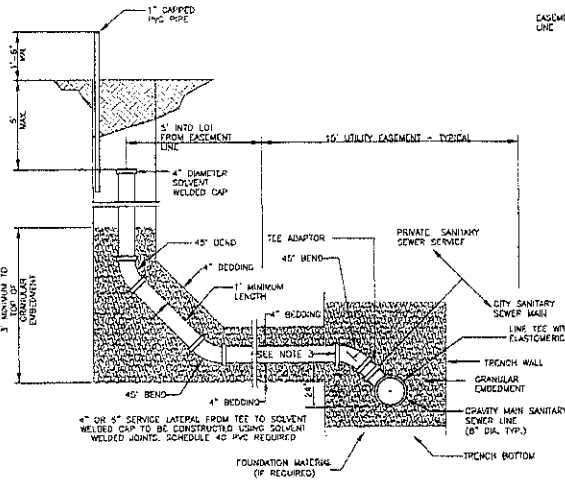 1" CAPPED
PVC PIPE
EASEMENT
LINE
1'-6"
5'
MAX.
5' INTO LOT
FROM EASEMENT
LINE
UTILITY EASEMENT - TYPICAL
4" DIAMETER
SOLVENT
WELDED CAP
PRIVATE SANITARY
SEWER SERVICE
45° BEND
TEE ADAPTOR
45° BEND
4" BEDDING
1" MINIMUM
LENGTH
CITY SANITARY
SEWER MAIN
3' MINIMUM TO
TOP OF
GRANULAR
EMBEDMENT
4" BEDDING
LINE TEE WI
ELASTOMERIC
SEE NOTE 3
TRENCH WALL
GRANULAR
EMBEDMENT
45° BEND
4" BEDDING
24"
GRAVITY MAIN SANITARY
SEWER LINE
(8" DIA. TYP.)
4" OR 6" SERVICE LATERAL FROM TEE TO SOLVENT
WELDED CAP TO BE CONSTRUCTED USING SOLVENT
WELDED JOINTS. SCHEDULE 40 PVC REQUIRED
TRENCH BOTTOM
FOUNDATION MATERIAL
(IF REQUIRED)